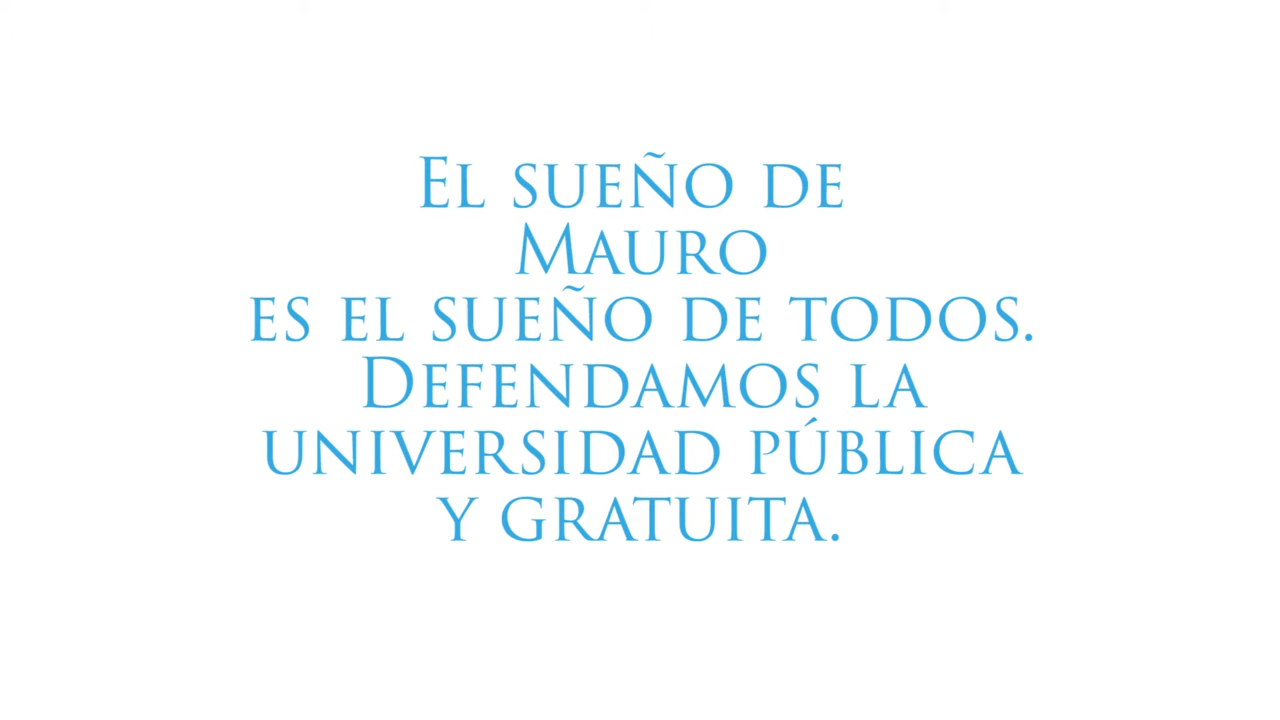 El sueño de
Mauro
es el sueño de todos.
Defendamos la
universidad pública
y gratuita.